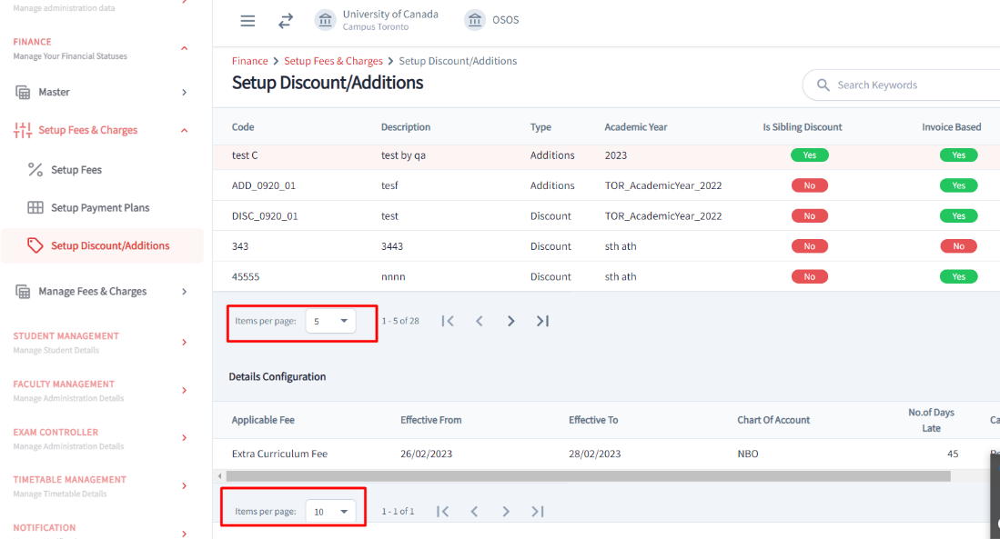 Manage administration data
FINANCE
Manage Your Financial Statuses
Master
Setup Fees & Charges
Setup Fees
Setup Payment Plans
Setup Discount/Additions
Manage Fees & Charges
STUDENT MANAGEMENT
Manage Student Details
FACULTY MANAGEMENT
Manage Administration Details
EXAM CONTROLLER
Manage Administration Details
TIMETABLE MANAGEMENT
Manage Timetable Details
NOTIFICATION
University of Canada
Campus Toronto
OSOS
Finance > Setup Fees & Charges > Setup Discount/Additions
Setup Discount/Additions
Search Keywords
Code Description Type Academic Year Is Sibling Discount Invoice Based
test C test by qa Additions 2023 Yes Yes
ADD_0920_01 tesf Additions TOR_AcademicYear_2022 No Yes
DISC_0920_01 test Discount TOR_AcademicYear_2022 No Yes
343 3443 Discount sth ath No No
45555 nnnn Discount sth ath No Yes
Items per page: 5 1 - 5 of 28
Details Configuration
Applicable Fee Effective From Effective To Chart Of Account No.of Days Late
Extra Curriculum Fee 26/02/2023 28/02/2023 NBO 45
Items per page: 10 1 - 1 of 1